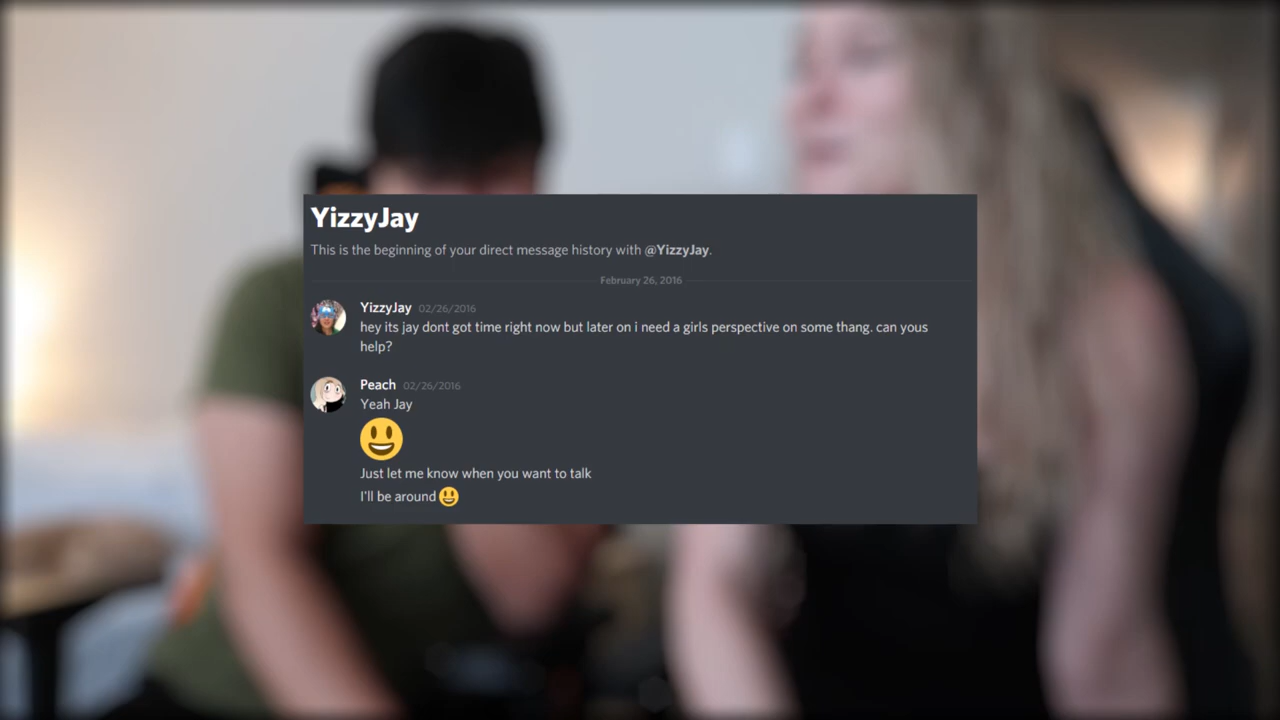 YizzyJay
This is the beginning of your direct message history with @YizzyJay.
February 26, 2016
YizzyJay 02/26/2016
hey its jay dont got time right now but later on i need a girls perspective on some thang. can yous
help?
Peach 02/26/2016
Yeah Jay
Just let me know when you want to talk
I'll be around